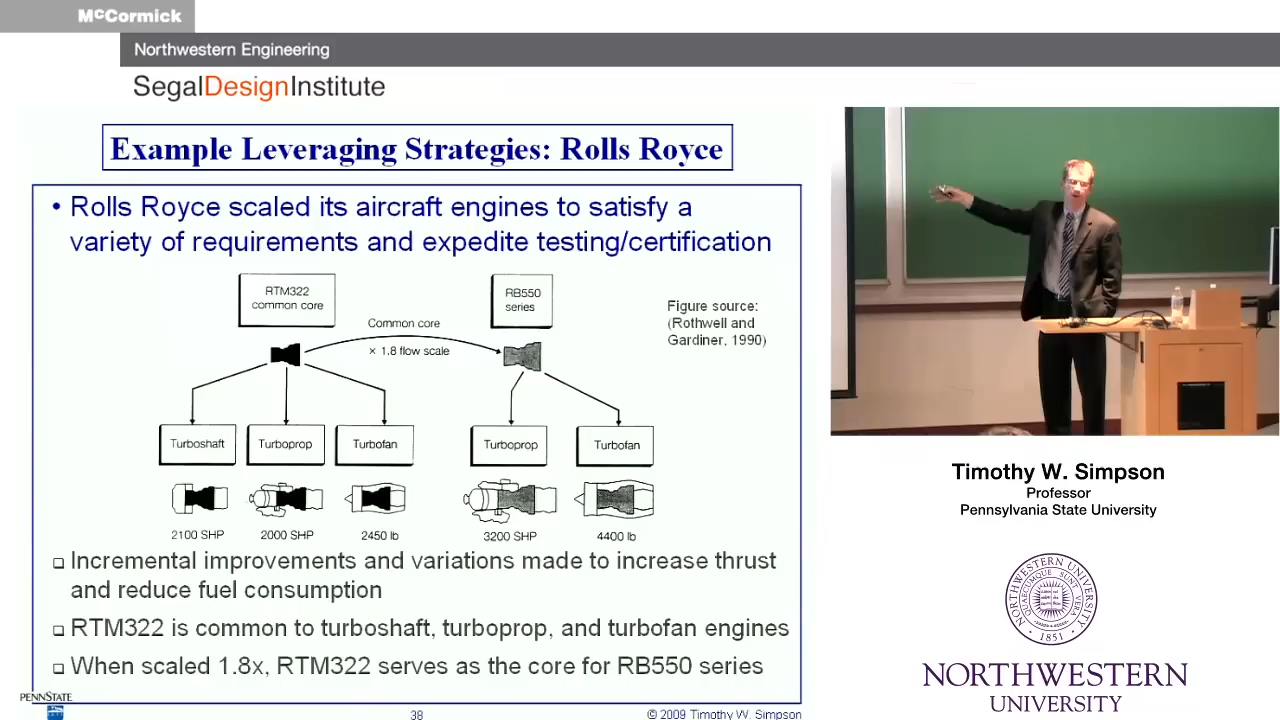 McCormick
Northwestern Engineering
SegalDesignInstitute
Example Leveraging Strategies: Rolls Royce
• Rolls Royce scaled its aircraft engines to satisfy a
variety of requirements and expedite testing/certification
RTM322
common core
RB550
series
Common core
× 1.8 flow scale
Figure source:
(Rothwell and
Gardiner, 1990)
Turboshaft
Turboprop
Turbofan
Turboprop
Turbofan
2100 SHP
2000 SHP
2450 lb
3200 SHP
4400 lb
Incremental improvements and variations made to increase thrust
and reduce fuel consumption
RTM322 is common to turboshaft, turboprop, and turbofan engines
When scaled 1.8x, RTM322 serves as the core for RB550 series
PENNSTATE
38
© 2009 Timothy W. Simpson
Timothy W. Simpson
Professor
Pennsylvania State University
NORTHWESTERN UNIVERSITY
QUAECUMQUE SUNT VERA
1851
NORTHWESTERN
UNIVERSITY